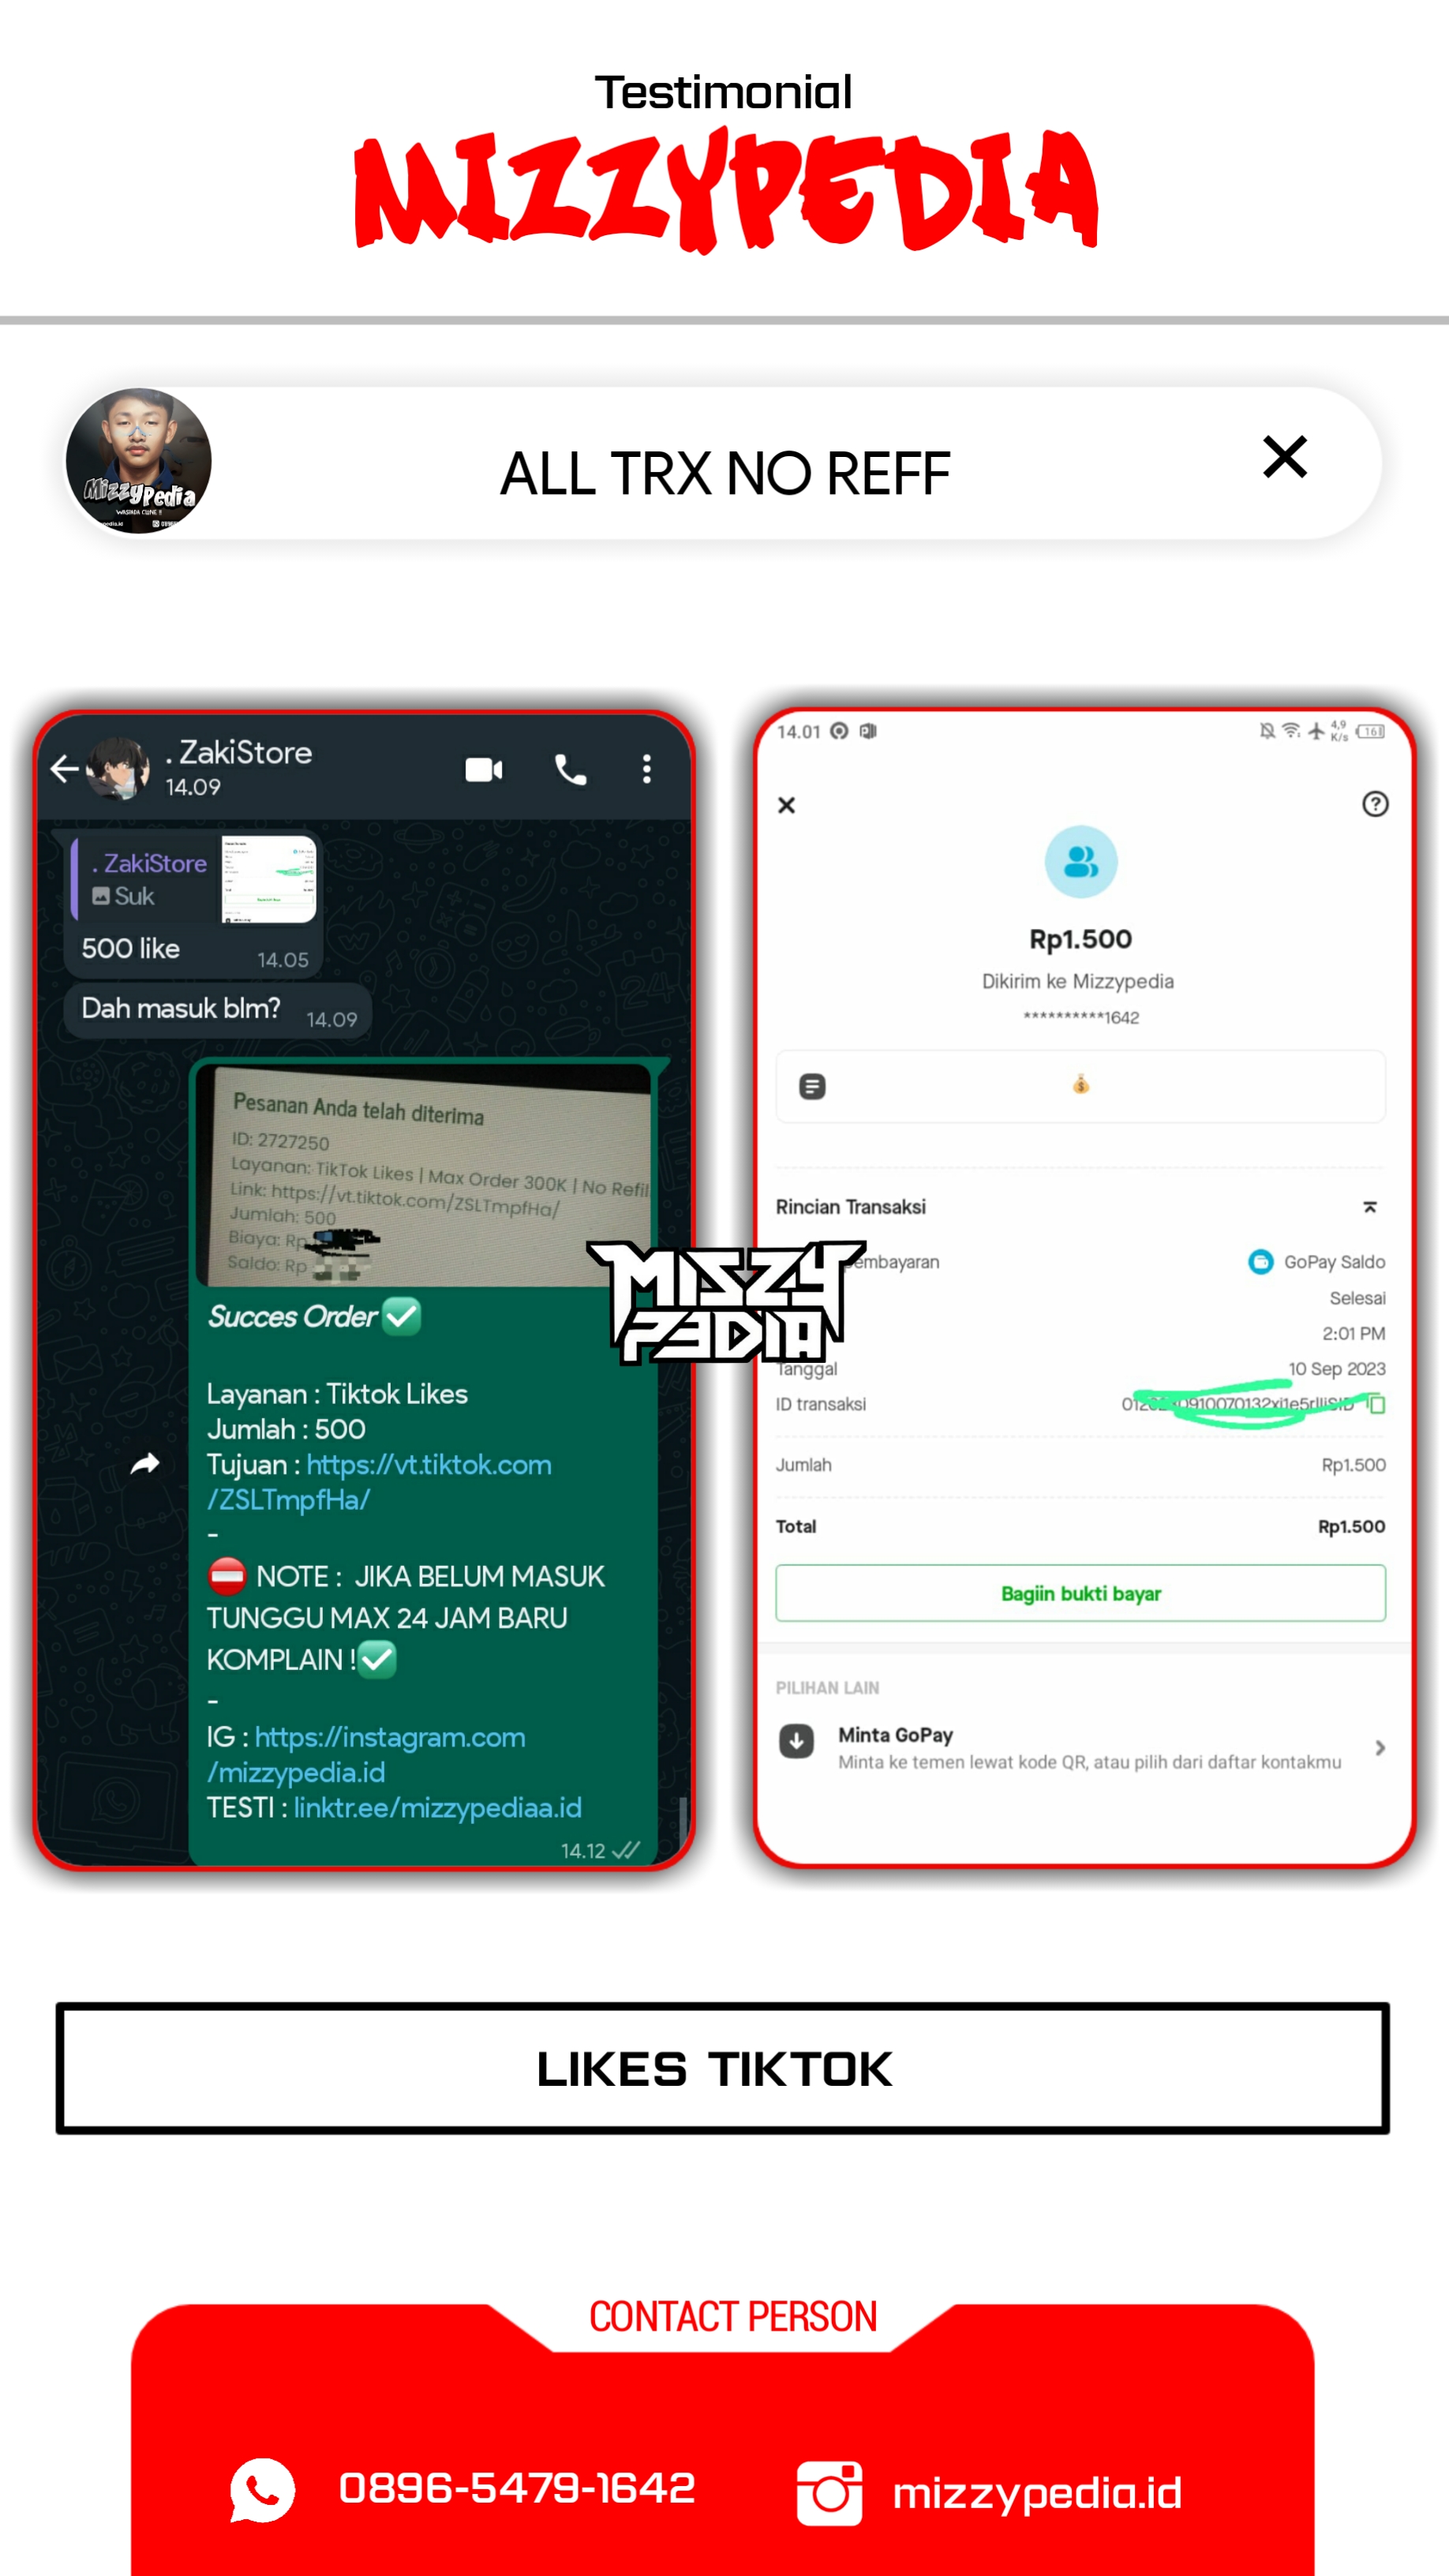 Testimonial
MIZZYPEDIA
MizzyPedia
ALL TRX NO REFF
. ZakiStore
14.09
. ZakiStore
Suk
500 like
14.05
Dah masuk blm?
14.09
Pesanan Anda telah diterima
ID: 2727250
Layanan: TikTok Likes | Max Order 300K | No Refil
Link: https://vt.tiktok.com/ZSLTmpfHa/
Jumlah: 500
Biaya: Rp
Saldo: Rp
Succes Order ✅
Layanan : Tiktok Likes
Jumlah : 500
Tujuan : https://vt.tiktok.com
/ZSLTmpfHa/
-
⛔ NOTE : JIKA BELUM MASUK
TUNGGU MAX 24 JAM BARU
KOMPLAIN !✅
-
IG : https://instagram.com
/mizzypedia.id
TESTI : linktr.ee/mizzypediaa.id
14.12
MIZZY
PEDIA
14.01
4,9
K/s
16
Rp1.500
Dikirim ke Mizzypedia
**********1642
Rincian Transaksi
embayaran
GoPay Saldo
Selesai
2:01 PM
Tanggal
10 Sep 2023
ID transaksi
Jumlah
Rp1.500
Total
Rp1.500
Bagiin bukti bayar
PILIHAN LAIN
Minta GoPay
Minta ke temen lewat kode QR, atau pilih dari daftar kontakmu
LIKES TIKTOK
CONTACT PERSON
0896-5479-1642
mizzypedia.id